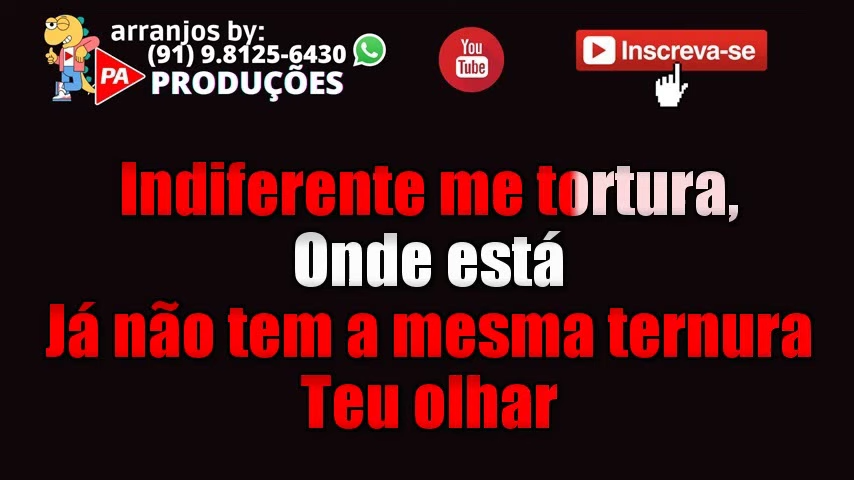 arranjos by:
(91) 9.8125-6430
PA PRODUÇÕES
You
Tube
Inscreva-se
Indiferente me tortura,
Onde está
Já não tem a mesma ternura
Teu olhar